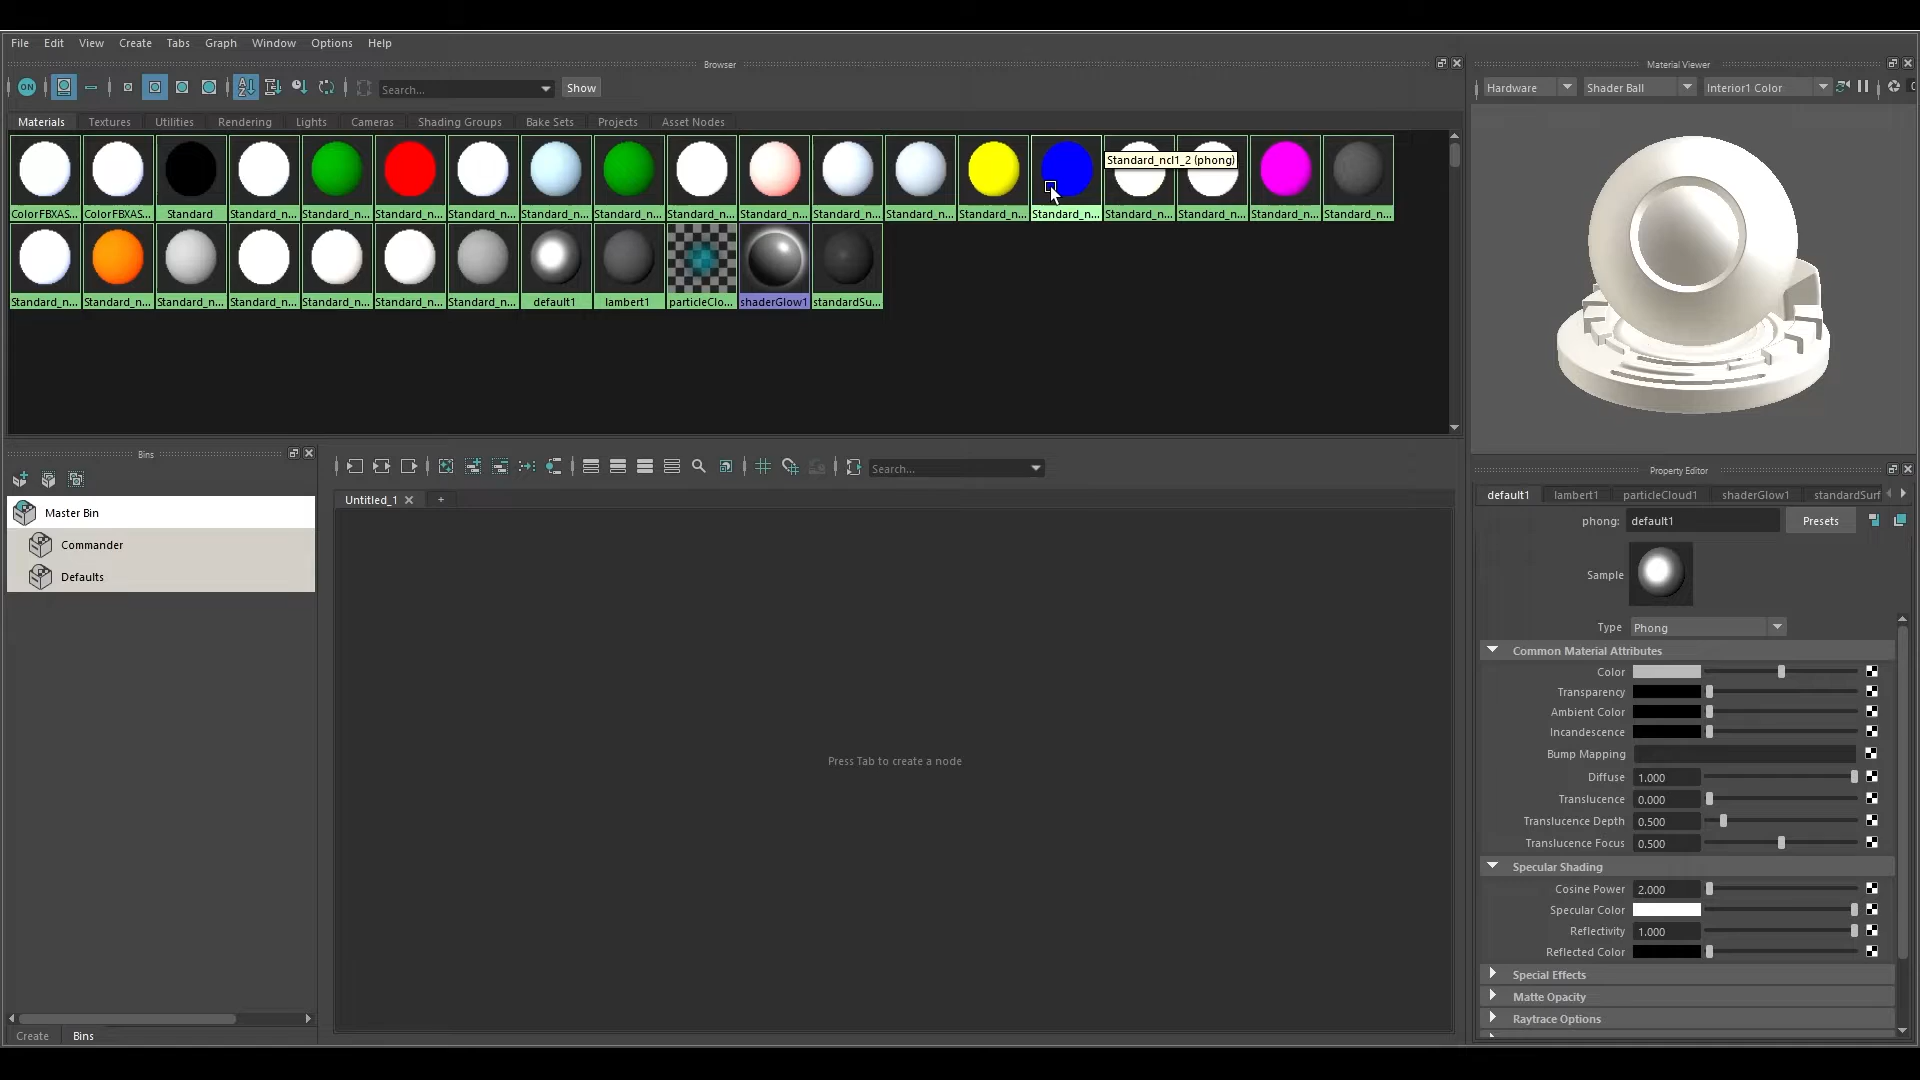 File Edit View Create Tabs Graph Window Options Help
Browser
Material Viewer
ON
Search...
Show
Hardware
Shader Ball
Interior1 Color
Materials Textures Utilities Rendering Lights Cameras Shading Groups Bake Sets Projects Asset Nodes
Standard_ncl1_2 (phong)
ColorFBXAS... ColorFBXAS... Standard Standard_n... Standard_n... Standard_n... Standard_n... Standard_n... Standard_n... Standard_n... Standard_n... Standard_n... Standard_n... Standard_n... Standard_n... Standard_n... Standard_n... Standard_n... Standard_n...
Standard_n... Standard_n... Standard_n... Standard_n... Standard_n... Standard_n... Standard_n... default1 lambert1 particleClo... shaderGlow1 standardSu...
Bins
Search...
Property Editor
Untitled_1
+
default1 lambert1 particleCloud1 shaderGlow1 standardSurf
Master Bin
Commander
Defaults
phong: default1
Presets
Sample
Type Phong
Common Material Attributes
Color
Transparency
Ambient Color
Incandescence
Bump Mapping
Diffuse 1.000
Translucence 0.000
Translucence Depth 0.500
Translucence Focus 0.500
Specular Shading
Cosine Power 2.000
Specular Color
Reflectivity 1.000
Reflected Color
Special Effects
Matte Opacity
Raytrace Options
Press Tab to create a node
Create Bins